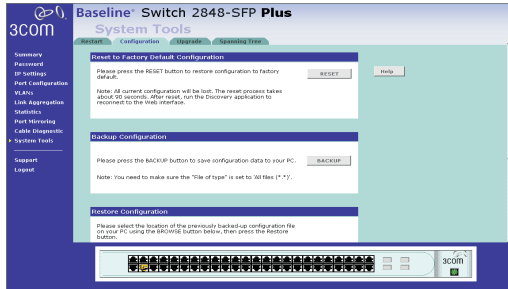 3COM
Baseline* Switch 2848-SFP Plus
System Tools
Restart Configuration Upgrade Spanning Tree
Summary
Password
IP Settings
Port Configuration
VLANs
Link Aggregation
Statistics
Port Mirroring
Cable Diagnostic
System Tools
Support
Logout
Reset to Factory Default Configuration
Please press the RESET button to restore configuration to factory
default.
RESET
Help
Note: All current configuration will be lost. The reset process takes
about 90 seconds. After reset, run the Discovery application to
reconnect to the Web interface.
Backup Configuration
Please press the BACKUP button to save configuration data to your PC.
BACKUP
Note: You need to make sure the "File of type" is set to 'All files (*.*)'.
Restore Configuration
Please select the location of the previously backed-up configuration file
on your PC using the BROWSE button below, then press the Restore
button.
3COM